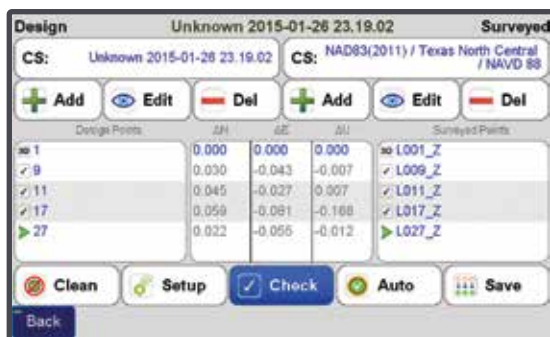 Design Unknown 2015-01-26 23.19.02 Surveyed
CS: Unknown 2015-01-26 23.19.02 CS: NAD83(2011) / Texas North Central / NAVD 88
Add Edit Del Add Edit Del
Design Points ΔN ΔE ΔU Surveyed Points
3D 1 0.000 0.000 0.000 3D L001_Z
9 0.030 -0.043 -0.007 L009_Z
11 0.045 -0.027 0.007 L011_Z
17 0.059 -0.081 -0.168 L017_Z
27 0.022 -0.055 -0.012 L027_Z
Clean Setup Check Auto Save
Back